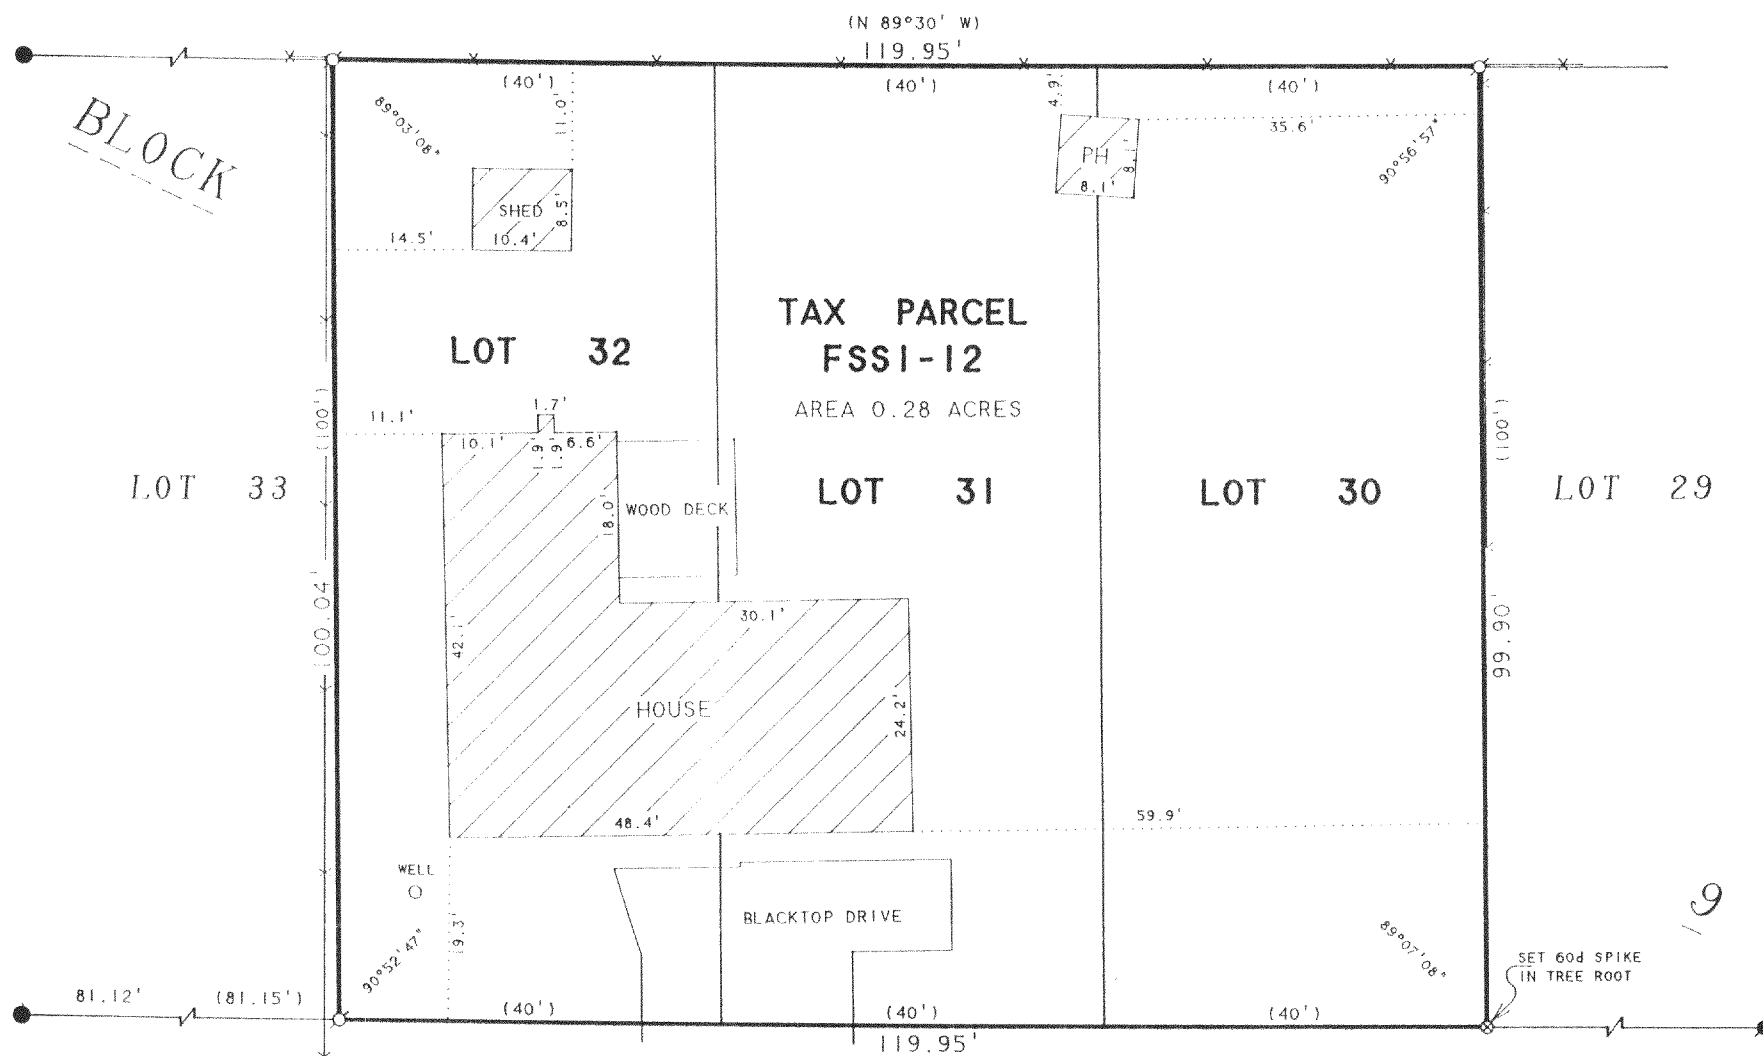 (N 89°30' W)
119.95'
(40')
(40')
(40')
BLOCK
89°03'08"
11.0'
4.9'
35.6'
90°56'57"
PH
8.1'
8.1'
SHED
8.5'
14.5'
10.4'
TAX PARCEL
FSS1-12
AREA 0.28 ACRES
LOT 32
11.1'
1.7'
10.1'
1.9'
1.9'
6.6'
(100')
(100')
LOT 33
LOT 31
LOT 30
LOT 29
18.0'
WOOD DECK
100.04'
42.1'
30.1'
99.90'
HOUSE
24.2'
48.4'
59.9'
WELL
BLACKTOP DRIVE
9
19.3'
90°52'47"
89°07'08"
SET 60d SPIKE
IN TREE ROOT
81.12' (81.15')
(40')
(40')
(40')
119.95'